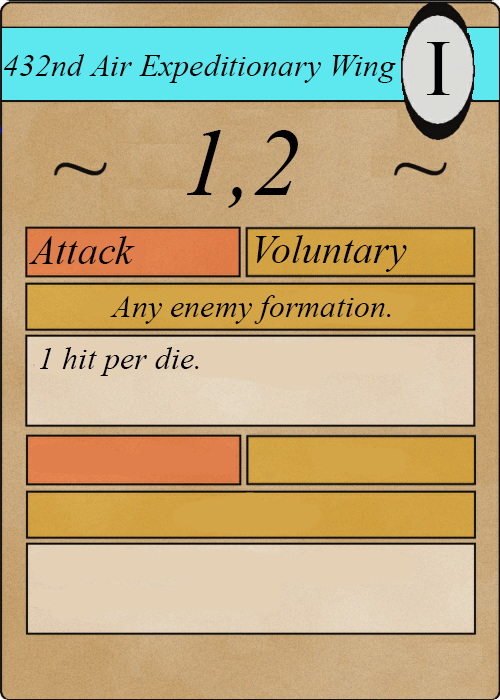 432nd Air Expeditionary Wing
I
~ 1,2 ~
Attack
Voluntary
Any enemy formation.
1 hit per die.